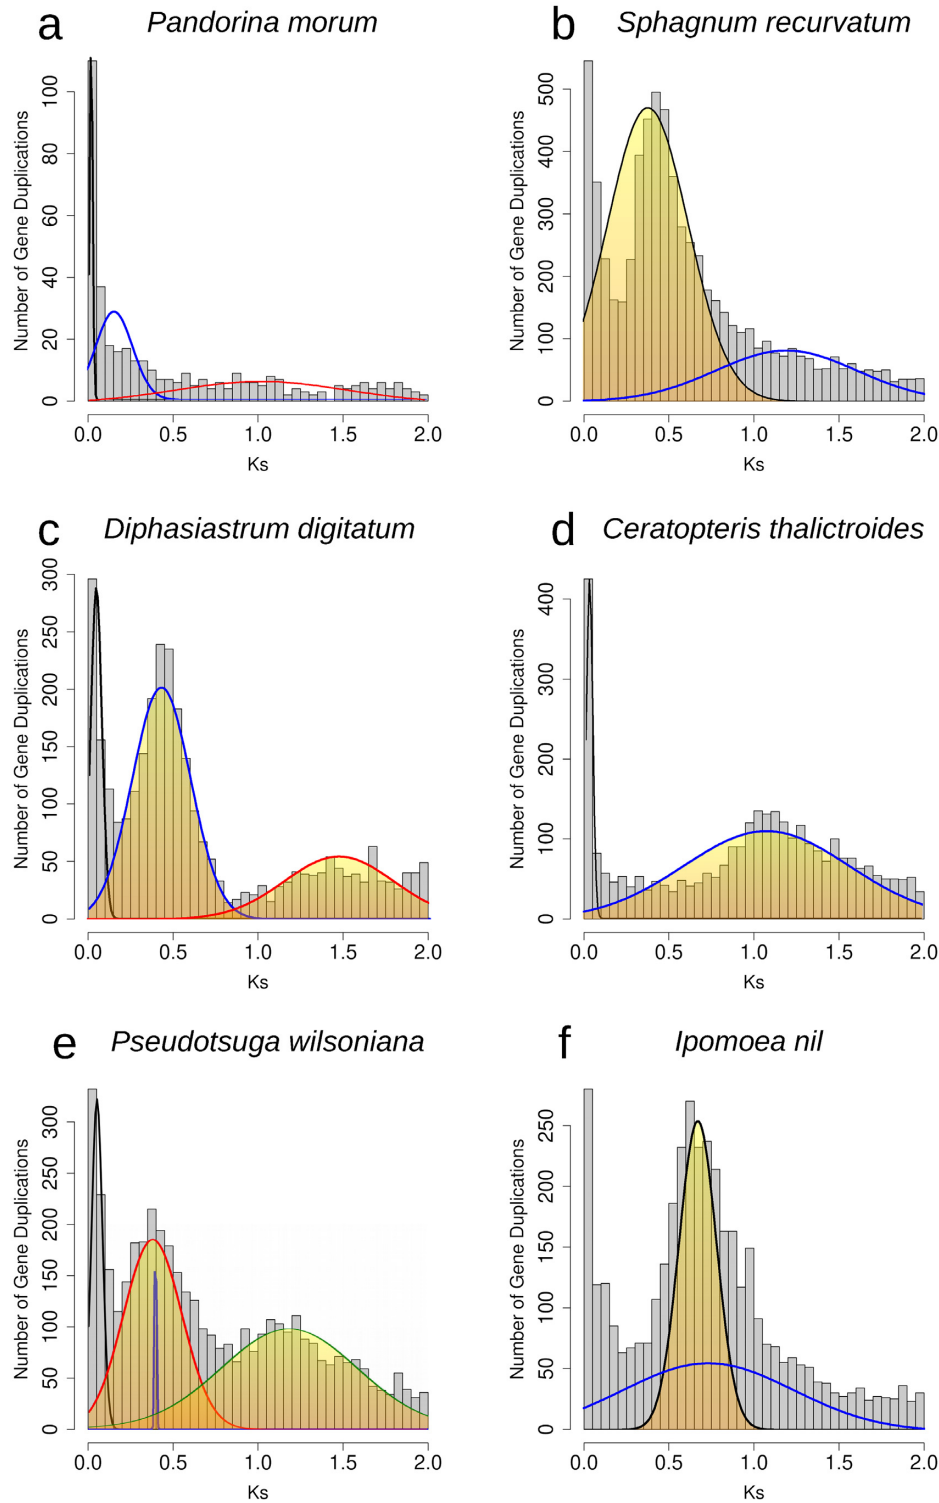 a Pandorina morum
Number of Gene Duplications
0 20 40 60 80 100
0.0 0.5 1.0 1.5 2.0
Ks
b Sphagnum recurvatum
Number of Gene Duplications
0 100 200 300 400 500
0.0 0.5 1.0 1.5 2.0
Ks
c Diphasiastrum digitatum
Number of Gene Duplications
0 50 100 150 200 250 300
0.0 0.5 1.0 1.5 2.0
Ks
d Ceratopteris thalictroides
Number of Gene Duplications
0 100 200 300 400
0.0 0.5 1.0 1.5 2.0
Ks
e Pseudotsuga wilsoniana
Number of Gene Duplications
0 50 100 150 200 250 300
0.0 0.5 1.0 1.5 2.0
Ks
f Ipomoea nil
Number of Gene Duplications
0 50 100 150 200 250
0.0 0.5 1.0 1.5 2.0
Ks